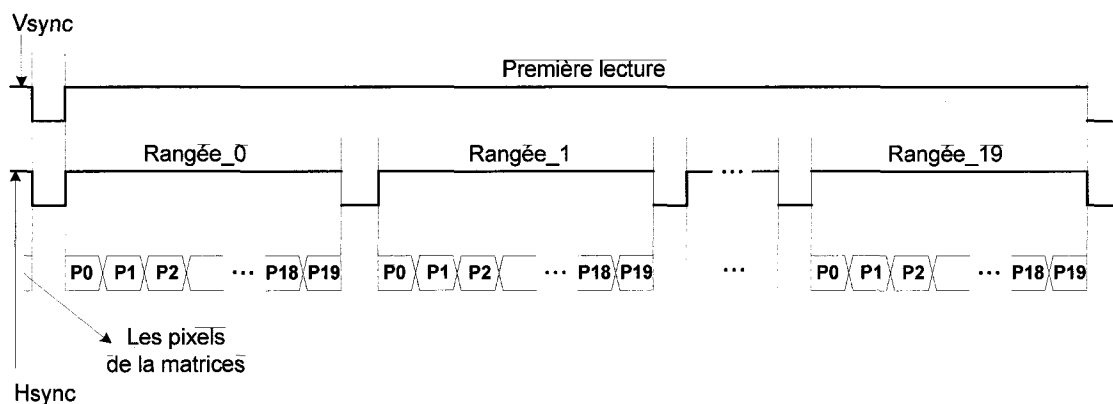 Vsync
Première lecture
Rangée_0 Rangée_1 ... Rangée_19
P0 P1 P2 ... P18 P19 P0 P1 P2 ... P18 P19 ... P0 P1 P2 ... P18 P19
Les pixels
de la matrices
Hsync